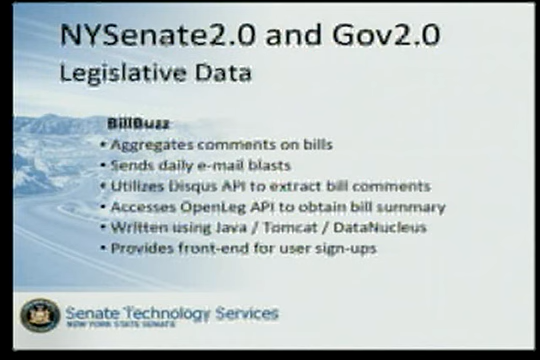 NYSenate2.0 and Gov2.0
Legislative Data
BillBuzz
• Aggregates comments on bills
• Sends daily e-mail blasts
• Utilizes Disqus API to extract bill comments
• Accesses OpenLeg API to obtain bill summary
• Written using Java / Tomcat / DataNucleus
• Provides front-end for user sign-ups
Senate Technology Services
NEW YORK STATE SENATE